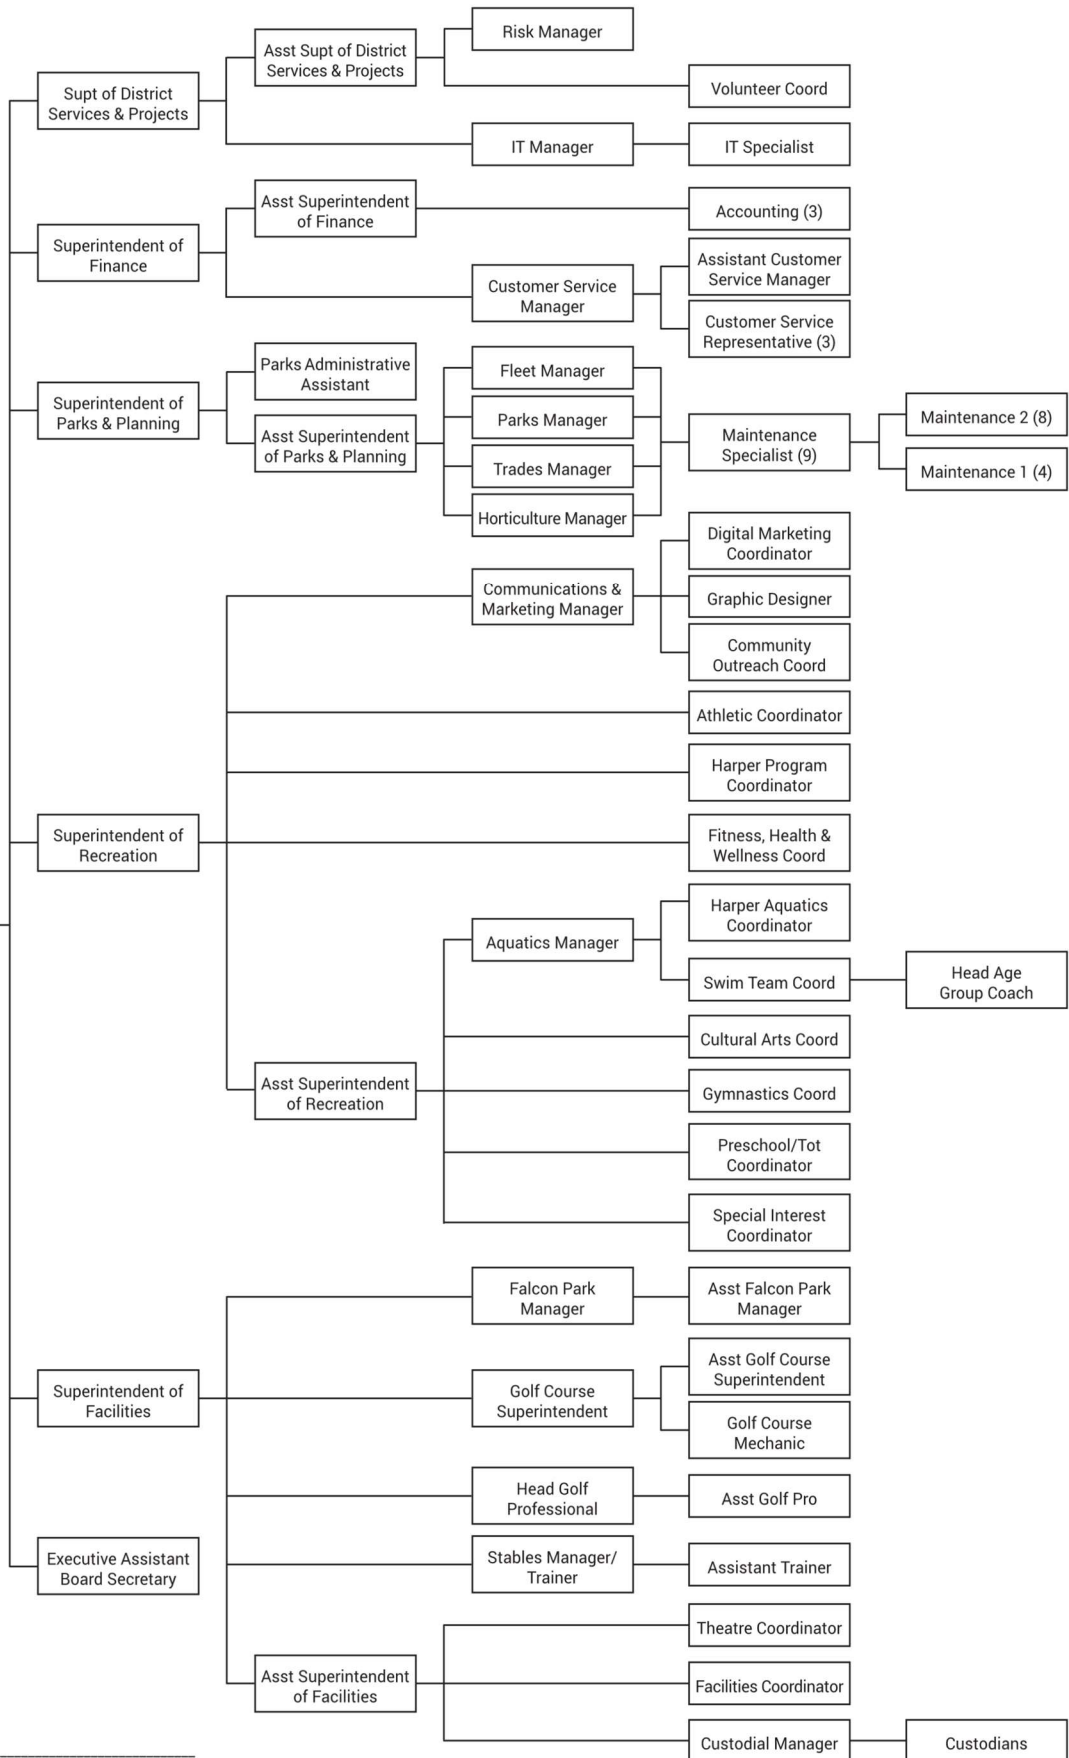 Risk Manager
Asst Supt of District
Services & Projects
Volunteer Coord
Supt of District
Services & Projects
IT Manager
IT Specialist
Asst Superintendent
of Finance
Accounting (3)
Superintendent of
Finance
Assistant Customer
Service Manager
Customer Service
Manager
Customer Service
Representative (3)
Parks Administrative
Assistant
Fleet Manager
Superintendent of
Parks & Planning
Parks Manager
Asst Superintendent
of Parks & Planning
Trades Manager
Horticulture Manager
Maintenance
Specialist (9)
Maintenance 2 (8)
Maintenance 1 (4)
Digital Marketing
Coordinator
Communications &
Marketing Manager
Graphic Designer
Community
Outreach Coord
Athletic Coordinator
Harper Program
Coordinator
Superintendent of
Recreation
Fitness, Health &
Wellness Coord
Harper Aquatics
Coordinator
Aquatics Manager
Swim Team Coord
Head Age
Group Coach
Cultural Arts Coord
Asst Superintendent
of Recreation
Gymnastics Coord
Preschool/Tot
Coordinator
Special Interest
Coordinator
Falcon Park
Manager
Asst Falcon Park
Manager
Superintendent of
Facilities
Golf Course
Superintendent
Asst Golf Course
Superintendent
Golf Course
Mechanic
Head Golf
Professional
Asst Golf Pro
Executive Assistant
Board Secretary
Stables Manager/
Trainer
Assistant Trainer
Theatre Coordinator
Asst Superintendent
of Facilities
Facilities Coordinator
Custodial Manager
Custodians